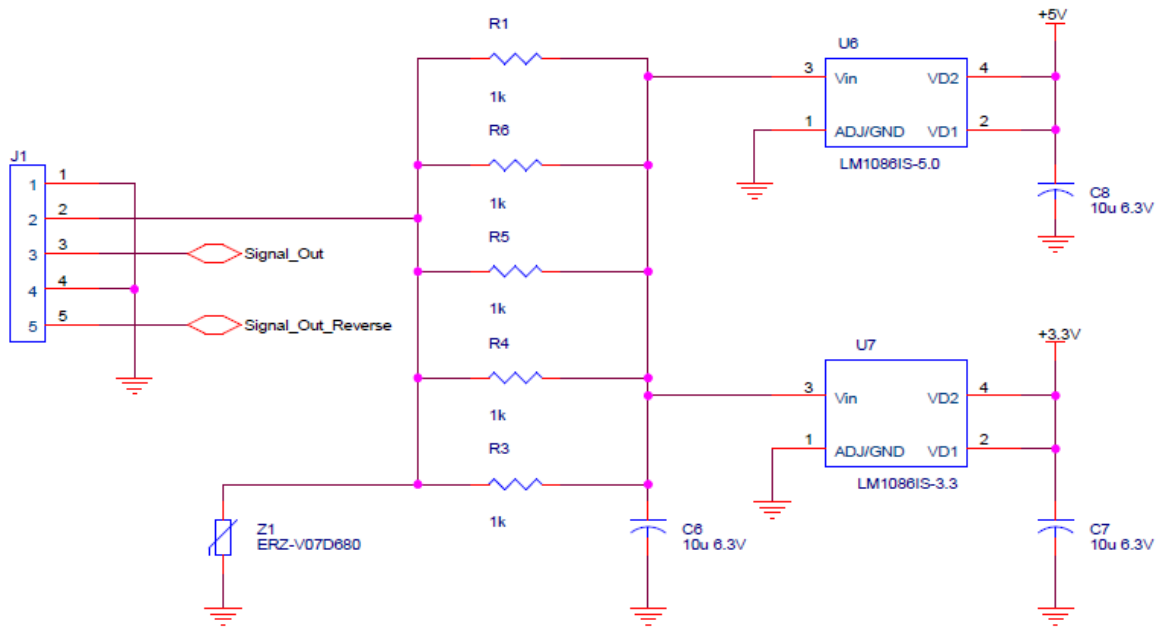 R1
1k
R6
1k
R5
1k
R4
1k
R3
1k
J1
1 1
2 2
3 3
4 4
5 5
Signal_Out
Signal_Out_Reverse
Z1
ERZ-V07D680
C6
10u 6.3V
U6
3 Vin VD2 4
1 ADJ/GND VD1 2
LM1086IS-5.0
+5V
C8
10u 6.3V
U7
3 Vin VD2 4
1 ADJ/GND VD1 2
LM1086IS-3.3
+3.3V
C7
10u 6.3V